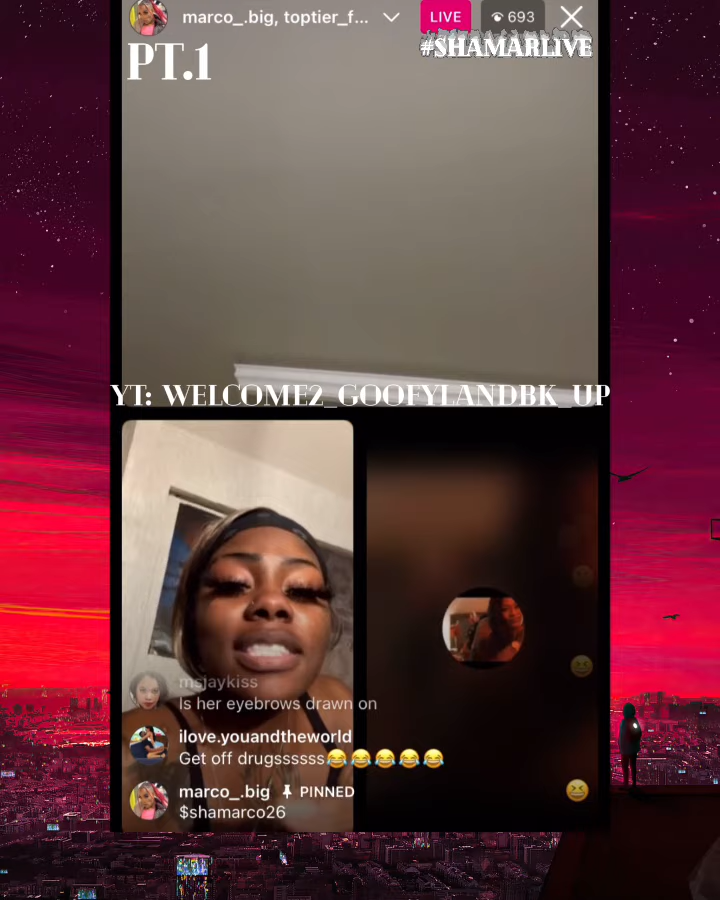 marco_.big, toptier_f...
LIVE
693
#SHAMARLIVE
PT.1
YT: WELCOME2_GOOFYLANDBK_UP
msjaykiss
Is her eyebrows drawn on
ilove.youandtheworld
Get off drugssssss😂😂😂😂😂
marco_.big PINNED
$shamarco26